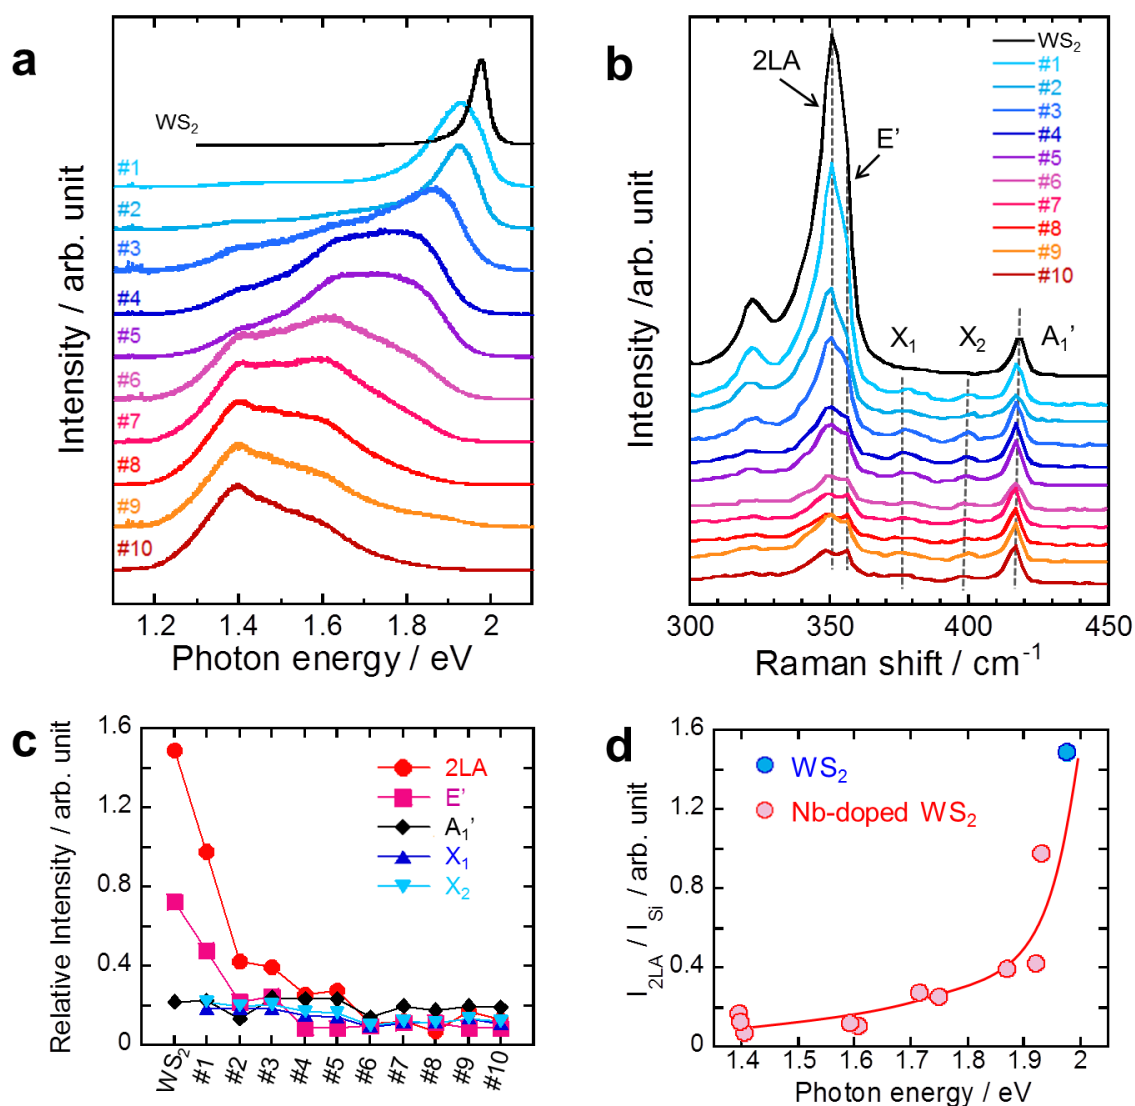 a
Intensity / arb. unit
WS₂
#1
#2
#3
#4
#5
#6
#7
#8
#9
#10
1.2 1.4 1.6 1.8 2
Photon energy / eV
b
Intensity /arb. unit
2LA
E'
X₁ X₂ A₁'
WS₂
#1
#2
#3
#4
#5
#6
#7
#8
#9
#10
300 350 400 450
Raman shift / cm⁻¹
c
Relative Intensity / arb. unit
1.6
1.2
0.8
0.4
0
2LA
E'
A₁'
X₁
X₂
WS₂ #1 #2 #3 #4 #5 #6 #7 #8 #9 #10
d
I₂LA / ISi / arb. unit
1.6
1.2
0.8
0.4
0
WS₂
Nb-doped WS₂
1.4 1.5 1.6 1.7 1.8 1.9 2
Photon energy / eV